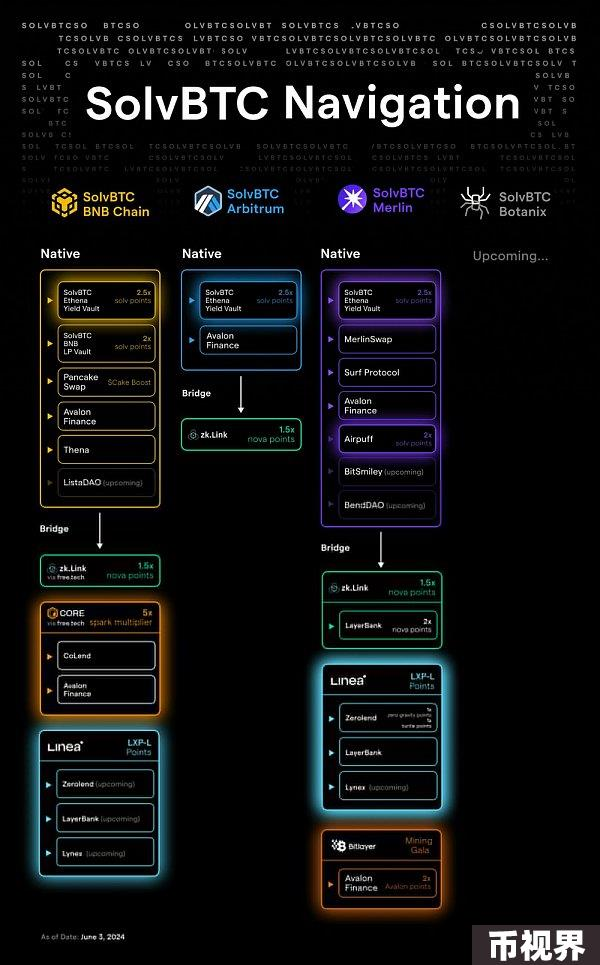 SolvBTC Navigation
SolvBTC
BNB Chain
SolvBTC
Arbitrum
SolvBTC
Merlin
SolvBTC
Botanix
Native
SolvBTC
Ethena
Yield Vault
2.5x
solv points
SolvBTC
BNB
LP Vault
2x
solv points
Pancake
Swap
$Cake Boost
Avalon
Finance
Thena
ListaDAO (upcoming)
Bridge
zk.Link
via free.tech
1.5x
nova points
CORE
via free.tech
5x
spark multiplier
CoLend
Avalon
Finance
Linea
LXP-L
Points
Zerolend (upcoming)
LayerBank (upcoming)
Lynex (upcoming)
Native
SolvBTC
Ethena
Yield Vault
2.5x
solv points
Avalon
Finance
Bridge
zk.Link
1.5x
nova points
Native
SolvBTC
Ethena
Yield Vault
2.5x
solv points
MerlinSwap
Surf Protocol
Avalon
Finance
Airpuff
2x
solv points
BitSmiley (upcoming)
BendDAO (upcoming)
Bridge
zk.Link
1.5x
nova points
LayerBank
2x
nova points
Linea
LXP-L
Points
Zerolend
1x
zero gravity points
1x
turtle points
LayerBank
Lynex (upcoming)
Bitlayer
Mining
Gala
Avalon
Finance
2x
Avalon points
Upcoming...
As of Date: June 3, 2024
币视界